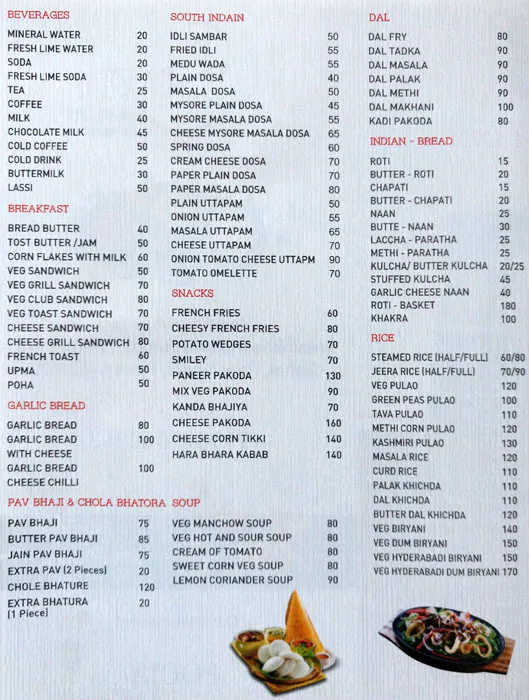 BEVERAGES
MINERAL WATER 20
FRESH LIME WATER 20
SODA 20
FRESH LIME SODA 30
TEA 25
COFFEE 30
MILK 40
CHOCOLATE MILK 45
COLD COFFEE 50
COLD DRINK 25
BUTTERMILK 30
LASSI 50
BREAKFAST
BREAD BUTTER 40
TOST BUTTER /JAM 50
CORN FLAKES WITH MILK 60
VEG SANDWICH 50
VEG GRILL SANDWICH 70
VEG CLUB SANDWICH 80
VEG TOAST SANDWICH 70
CHEESE SANDWICH 70
CHEESE GRILL SANDWICH 80
FRENCH TOAST 60
UPMA 50
POHA 50
GARLIC BREAD
GARLIC BREAD 80
GARLIC BREAD 100
WITH CHEESE
GARLIC BREAD 100
CHEESE CHILLI
PAV BHAJI & CHOLA BHATORA
PAV BHAJI 75
BUTTER PAV BHAJI 85
JAIN PAV BHAJI 75
EXTRA PAV (2 Pieces) 20
CHOLE BHATURE 120
EXTRA BHATURA 20
(1 Piece)
SOUTH INDAIN
IDLI SAMBAR 50
FRIED IDLI 55
MEDU WADA 55
PLAIN DOSA 40
MASALA DOSA 50
MYSORE PLAIN DOSA 45
MYSORE MASALA DOSA 55
CHEESE MYSORE MASALA DOSA 65
SPRING DOSA 60
CREAM CHEESE DOSA 70
PAPER PLAIN DOSA 70
PAPER MASALA DOSA 80
PLAIN UTTAPAM 50
ONION UTTAPAM 55
MASALA UTTAPAM 65
CHEESE UTTAPAM 70
ONION TOMATO CHEESE UTTAPM 90
TOMATO OMELETTE 70
SNACKS
FRENCH FRIES 60
CHEESY FRENCH FRIES 80
POTATO WEDGES 70
SMILEY 70
PANEER PAKODA 130
MIX VEG PAKODA 90
KANDA BHAJIYA 70
CHEESE PAKODA 160
CHEESE CORN TIKKI 140
HARA BHARA KABAB 140
SOUP
VEG MANCHOW SOUP 80
VEG HOT AND SOUR SOUP 80
CREAM OF TOMATO 80
SWEET CORN VEG SOUP 80
LEMON CORIANDER SOUP 90
DAL
DAL FRY 80
DAL TADKA 90
DAL MASALA 90
DAL PALAK 90
DAL METHI 90
DAL MAKHANI 100
KADI PAKODA 80
INDIAN - BREAD
ROTI 15
BUTTER - ROTI 20
CHAPATI 15
BUTTER - CHAPATI 20
NAAN 25
BUTTE - NAAN 30
LACCHA - PARATHA 25
METHI - PARATHA 25
KULCHA/ BUTTER KULCHA 20/25
STUFFED KULCHA 45
GARLIC CHEESE NAAN 40
ROTI - BASKET 180
KHAKRA 100
RICE
STEAMED RICE (HALF/FULL) 60/80
JEERA RICE (HALF/FULL) 70/90
VEG PULAO 120
GREEN PEAS PULAO 100
TAVA PULAO 110
METHI CORN PULAO 120
KASHMIRI PULAO 130
MASALA RICE 120
CURD RICE 110
PALAK KHICHDA 110
DAL KHICHDA 110
BUTTER DAL KHICHDA 120
VEG BIRYANI 140
VEG DUM BIRYANI 150
VEG HYDERABADI BIRYANI 150
VEG HYDERABADI DUM BIRYANI 170